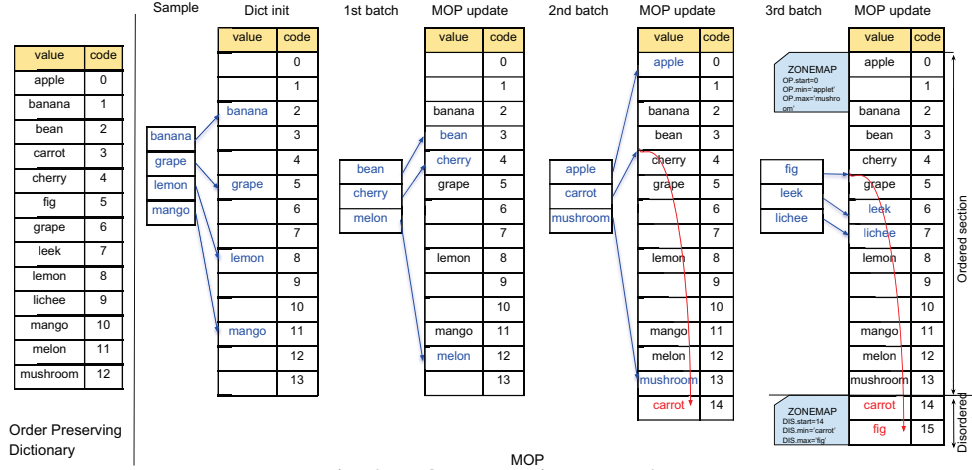 Sample Dict init 1st batch MOP update 2nd batch MOP update 3rd batch MOP update
value code
apple 0
banana 1
bean 2
carrot 3
cherry 4
fig 5
grape 6
leek 7
lemon 8
lichee 9
mango 10
melon 11
mushroom 12
Order Preserving
Dictionary
banana
grape
lemon
mango
value code
0
1
banana 2
3
4
grape 5
6
7
lemon 8
9
10
mango 11
12
13
bean
cherry
melon
value code
0
1
banana 2
bean 3
cherry 4
grape 5
6
7
lemon 8
9
10
mango 11
melon 12
13
apple
carrot
mushroom
value code
apple 0
1
banana 2
bean 3
cherry 4
grape 5
6
7
lemon 8
9
10
mango 11
melon 12
mushroom 13
carrot 14
ZONEMAP
OP.start=0
OP.min='applet'
OP.max='mushro
om'
fig
leek
lichee
value code
apple 0
1
banana 2
bean 3
cherry 4
grape 5
leek 6
lichee 7
lemon 8
9
10
mango 11
melon 12
mushroom 13
carrot 14
fig 15
ZONEMAP
DIS.start=14
DIS.min='carrot'
DIS.max='fig'
Ordered section
Disordered
MOP